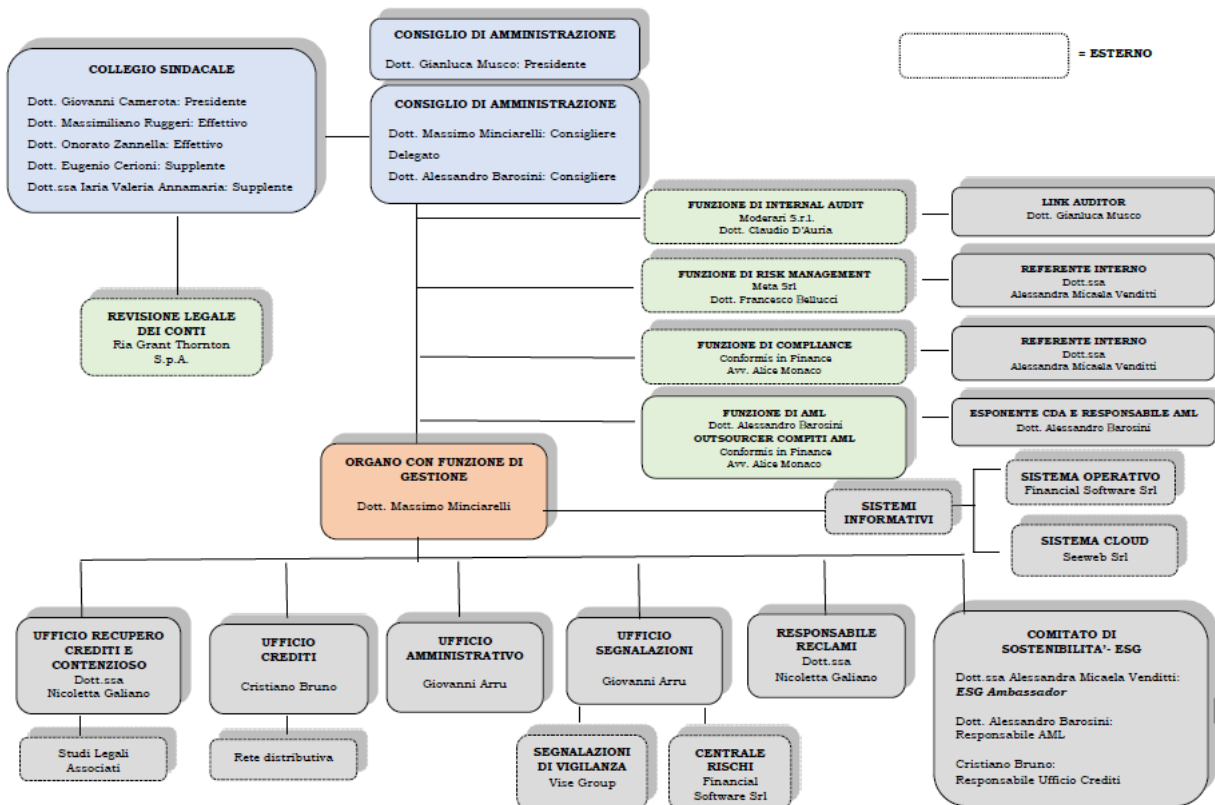 CONSIGLIO DI AMMINISTRAZIONE
Dott. Gianluca Musco: Presidente
= ESTERNO
COLLEGIO SINDACALE
Dott. Giovanni Camerota: Presidente
Dott. Massimiliano Ruggeri: Effettivo
Dott. Onorato Zannella: Effettivo
Dott. Eugenio Cerioni: Supplente
Dott.ssa Iaria Valeria Annamaria: Supplente
CONSIGLIO DI AMMINISTRAZIONE
Dott. Massimo Minciarelli: Consigliere
Delegato
Dott. Alessandro Barosini: Consigliere
FUNZIONE DI INTERNAL AUDIT
Moderari S.r.l.
Dott. Claudio D'Auria
LINK AUDITOR
Dott. Gianluca Musco
FUNZIONE DI RISK MANAGEMENT
Meta Srl
Dott. Francesco Bellucci
REFERENTE INTERNO
Dott.ssa
Alessandra Micaela Venditti
REVISIONE LEGALE
DEI CONTI
Ria Grant Thornton
S.p.A.
FUNZIONE DI COMPLIANCE
Conformis in Finance
Avv. Alice Monaco
REFERENTE INTERNO
Dott.ssa
Alessandra Micaela Venditti
FUNZIONE DI AML
Dott. Alessandro Barosini
OUTSOURCER COMPITI AML
Conformis in Finance
Avv. Alice Monaco
ESPONENTE CDA E RESPONSABILE AML
Dott. Alessandro Barosini
ORGANO CON FUNZIONE DI
GESTIONE
Dott. Massimo Minciarelli
SISTEMI
INFORMATIVI
SISTEMA OPERATIVO
Financial Software Srl
SISTEMA CLOUD
Seeweb Srl
UFFICIO RECUPERO
CREDITI E
CONTENZIOSO
Dott.ssa
Nicoletta Galiano
Studi Legali
Associati
UFFICIO
CREDITI
Cristiano Bruno
Rete distributiva
UFFICIO
AMMINISTRATIVO
Giovanni Arru
UFFICIO
SEGNALAZIONI
Giovanni Arru
SEGNALAZIONI
DI VIGILANZA
Vise Group
CENTRALE
RISCHI
Financial
Software Srl
RESPONSABILE
RECLAMI
Dott.ssa
Nicoletta Galiano
COMITATO DI
SOSTENIBILITA'- ESG
Dott.ssa Alessandra Micaela Venditti:
ESG Ambassador
Dott. Alessandro Barosini:
Responsabile AML
Cristiano Bruno:
Responsabile Ufficio Crediti